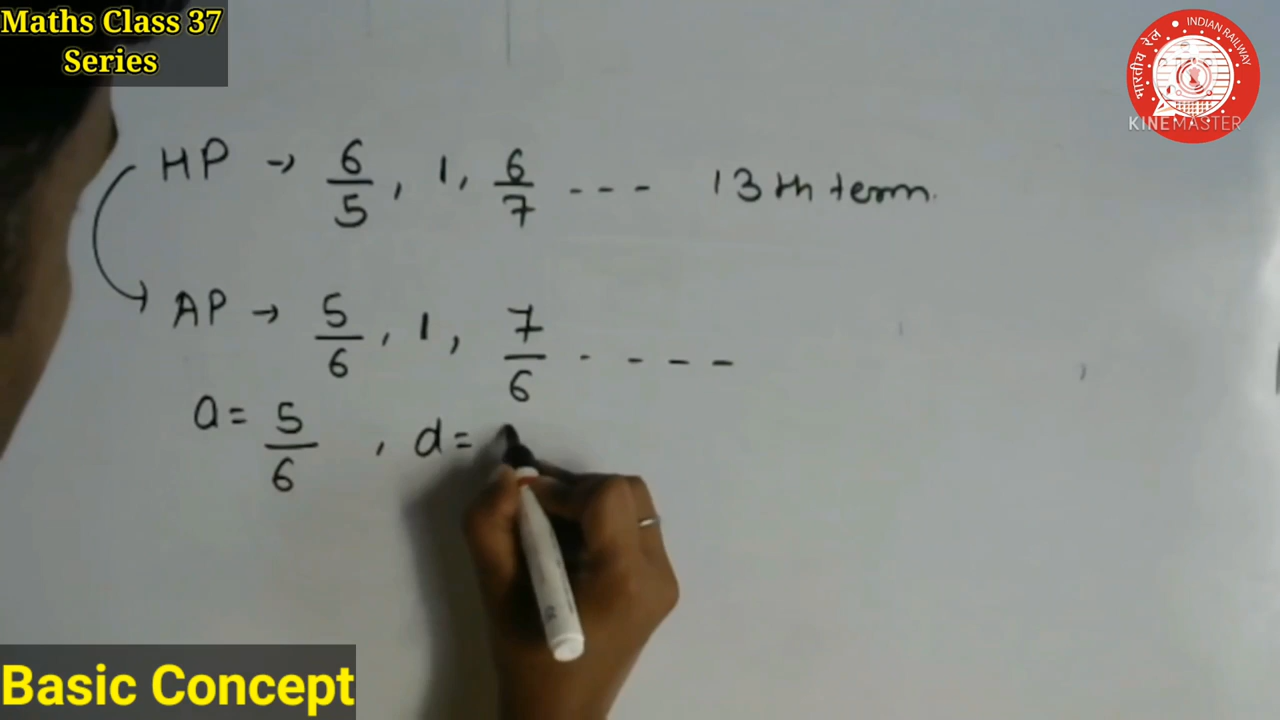 Maths Class 37
Series
भारतीय रेल INDIAN RAILWAY
KINEMASTER
HP → 6/5, 1, 6/7 --- 13th term.
AP → 5/6, 1, 7/6 ----
a = 5/6, d =
Basic Concept